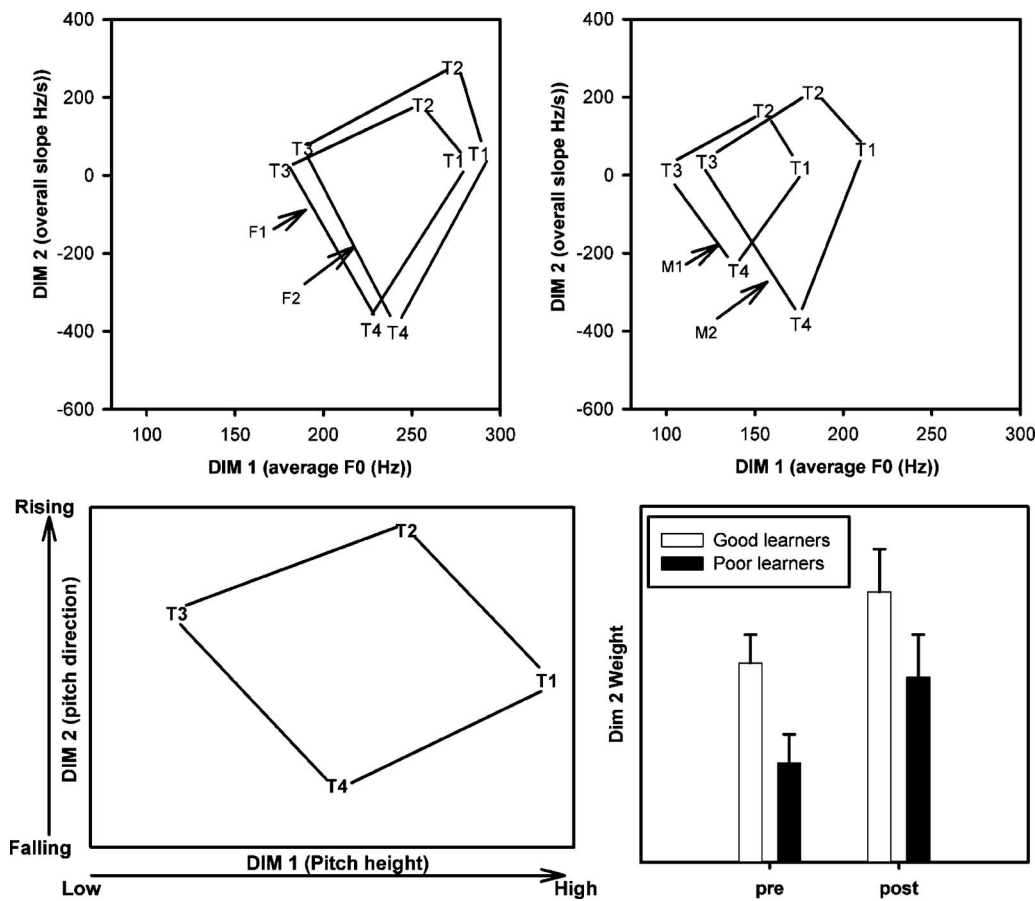 400
200
0
-200
-400
-600
DIM 2 (overall slope Hz/s))
T2
T2
T3
T1
T1
T3
F1
F2
T4
T4
100 150 200 250 300
DIM 1 (average F0 (Hz))
400
200
0
-200
-400
-600
DIM 2 (overall slope Hz/s))
T2
T2
T3
T3
T1
T1
M1
T4
M2
T4
100 150 200 250 300
DIM 1 (average F0 (Hz))
Rising
DIM 2 (pitch direction)
Falling
T2
T3
T1
T4
DIM 1 (Pitch height)
Low High
Good learners
Poor learners
Dim 2 Weight
pre post